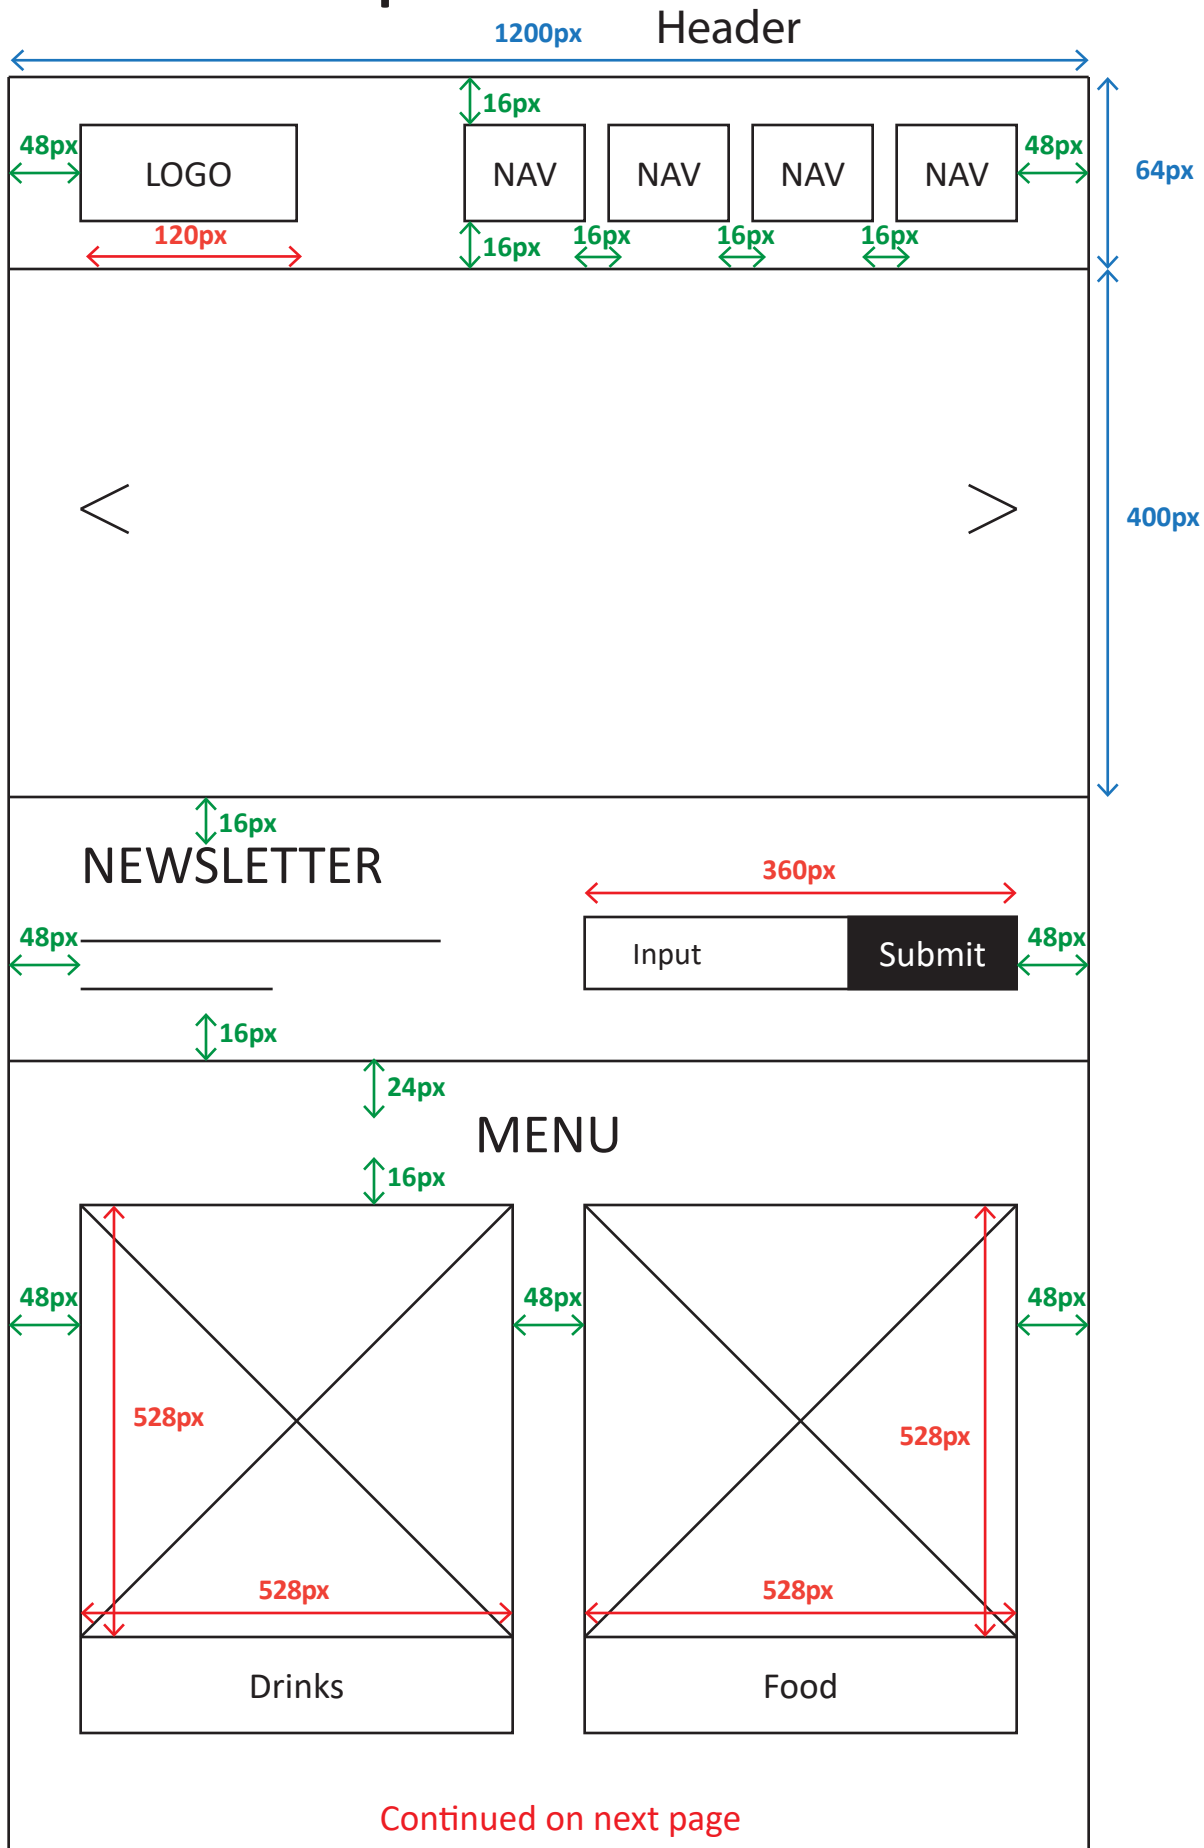 1200px Header
16px
48px LOGO NAV NAV NAV NAV 48px 64px
120px 16px 16px 16px 16px
< > 400px
16px
NEWSLETTER 360px
48px Input Submit 48px
16px
24px
MENU
16px
48px 48px 48px
528px 528px
528px 528px
Drinks Food
Continued on next page